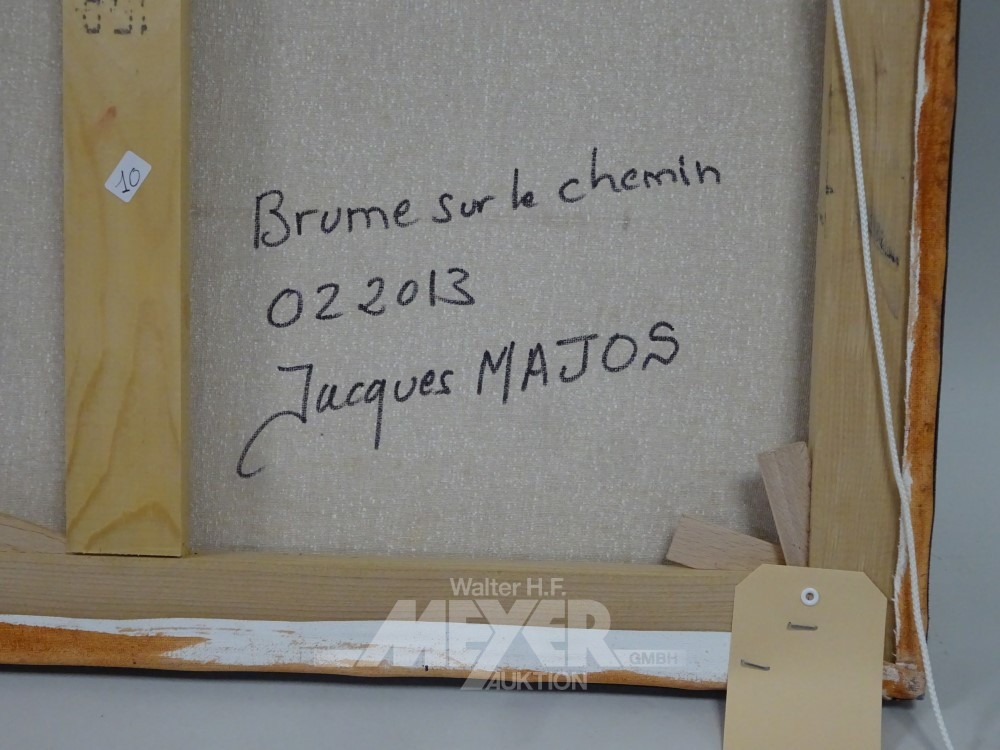 10
Brume sur le chemin
02 2013
Jacques MAJOS
Walter H.F.
MEYER
GMBH
AUKTION